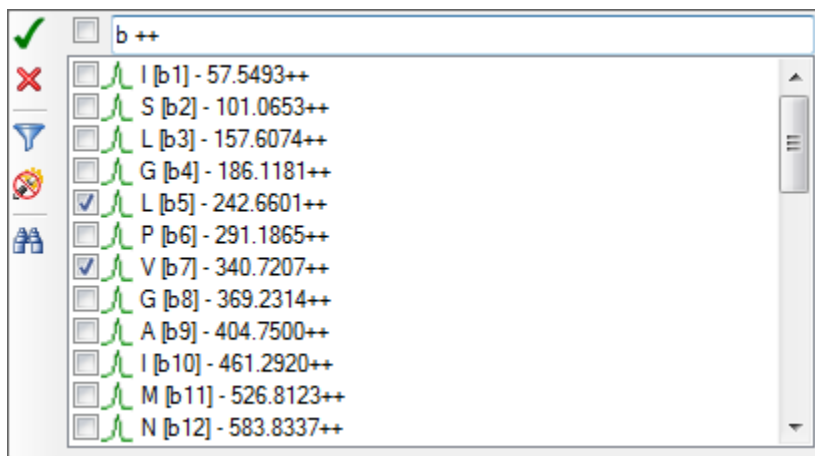 b ++
I [b1] - 57.5493++
S [b2] - 101.0653++
L [b3] - 157.6074++
G [b4] - 186.1181++
L [b5] - 242.6601++
P [b6] - 291.1865++
V [b7] - 340.7207++
G [b8] - 369.2314++
A [b9] - 404.7500++
I [b10] - 461.2920++
M [b11] - 526.8123++
N [b12] - 583.8337++